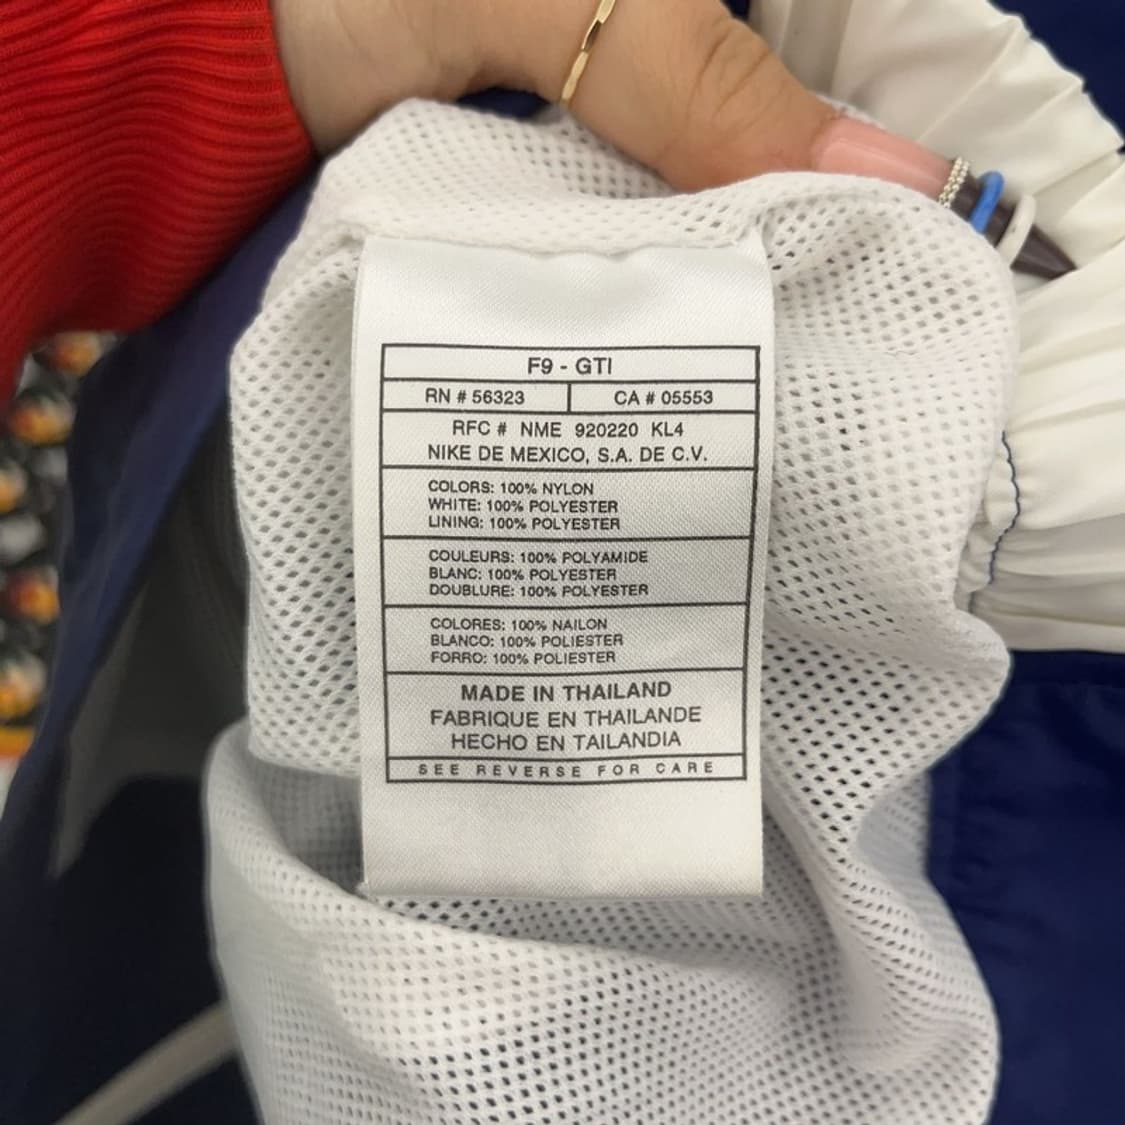 F9 - GTI
RN # 56323 CA # 05553
RFC # NME 920220 KL4
NIKE DE MEXICO, S.A. DE C.V.
COLORS: 100% NYLON
WHITE: 100% POLYESTER
LINING: 100% POLYESTER
COULEURS: 100% POLYAMIDE
BLANC: 100% POLYESTER
DOUBLURE: 100% POLYESTER
COLORES: 100% NAILON
BLANCO: 100% POLIESTER
FORRO: 100% POLIESTER
MADE IN THAILAND
FABRIQUE EN THAILANDE
HECHO EN TAILANDIA
SEE REVERSE FOR CARE